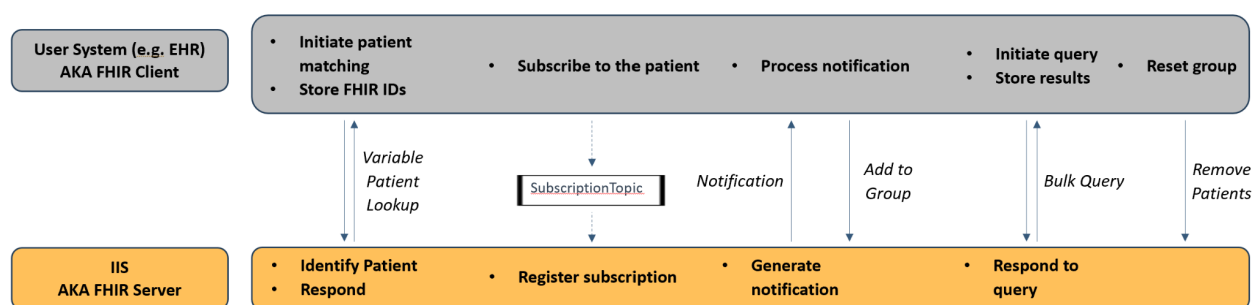 User System (e.g. EHR)
AKA FHIR Client
• Initiate patient
matching
• Store FHIR IDs
• Subscribe to the patient
• Process notification
• Initiate query
• Store results
• Reset group
Variable
Patient
Lookup
SubscriptionTopic
Notification
Add to
Group
Bulk Query
Remove
Patients
IIS
AKA FHIR Server
• Identify Patient
• Respond
• Register subscription
• Generate
notification
• Respond to
query